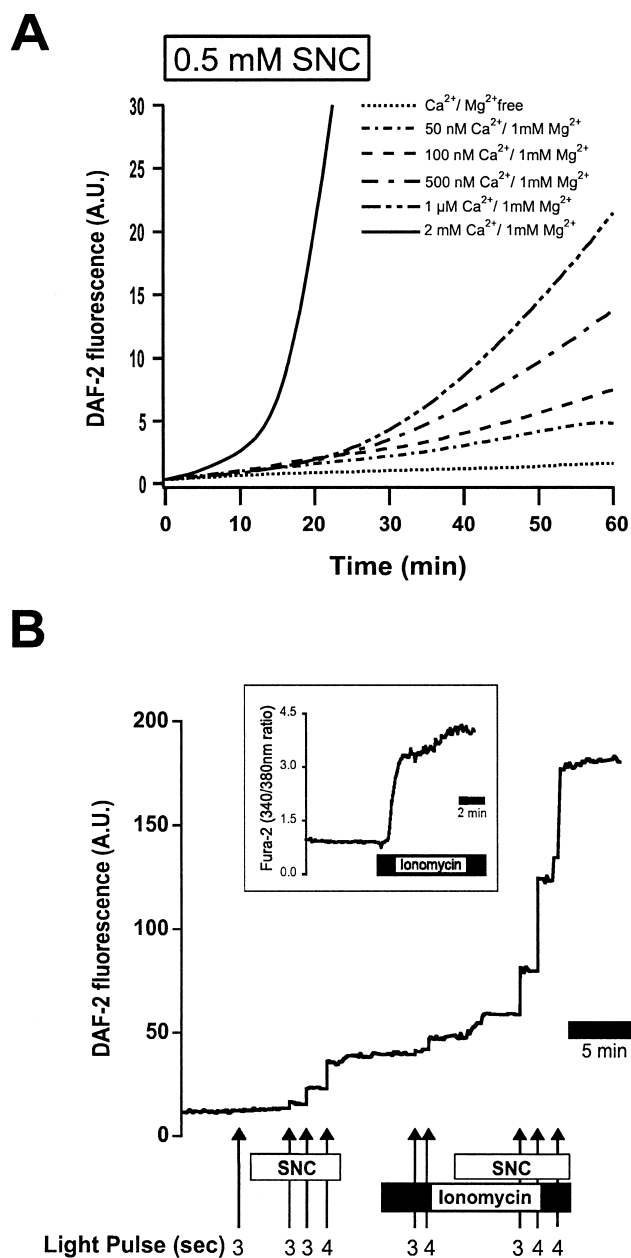 A
0.5 mM SNC
30
25
20
15
10
5
0
DAF-2 fluorescence (A.U.)
Ca²⁺/ Mg²⁺free
50 nM Ca²⁺/ 1mM Mg²⁺
100 nM Ca²⁺/ 1mM Mg²⁺
500 nM Ca²⁺/ 1mM Mg²⁺
1 µM Ca²⁺/ 1mM Mg²⁺
2 mM Ca²⁺/ 1mM Mg²⁺
0 10 20 30 40 50 60
Time (min)
B
200
150
100
50
0
DAF-2 fluorescence (A.U.)
4.5
3.0
1.5
0.0
Fura-2 (340/380nm ratio)
2 min
Ionomycin
5 min
SNC SNC
Ionomycin
Light Pulse (sec) 3 3 3 4 3 4 3 4 4